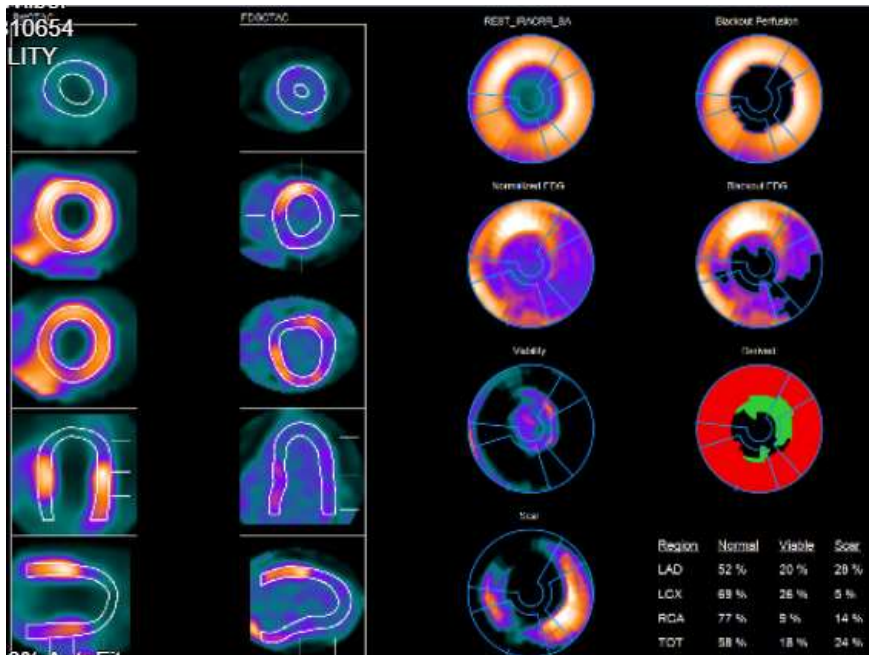 10654
LITY
FDGCTAC
REST_IRACRR_SA
Blackout Perfusion
Normalized FDG
Blackout FDG
Viability
Derived
Scar
Region Normal Viable Scar
LAD 52 % 20 % 28 %
LCX 69 % 26 % 5 %
RCA 77 % 9 % 14 %
TOT 58 % 18 % 24 %